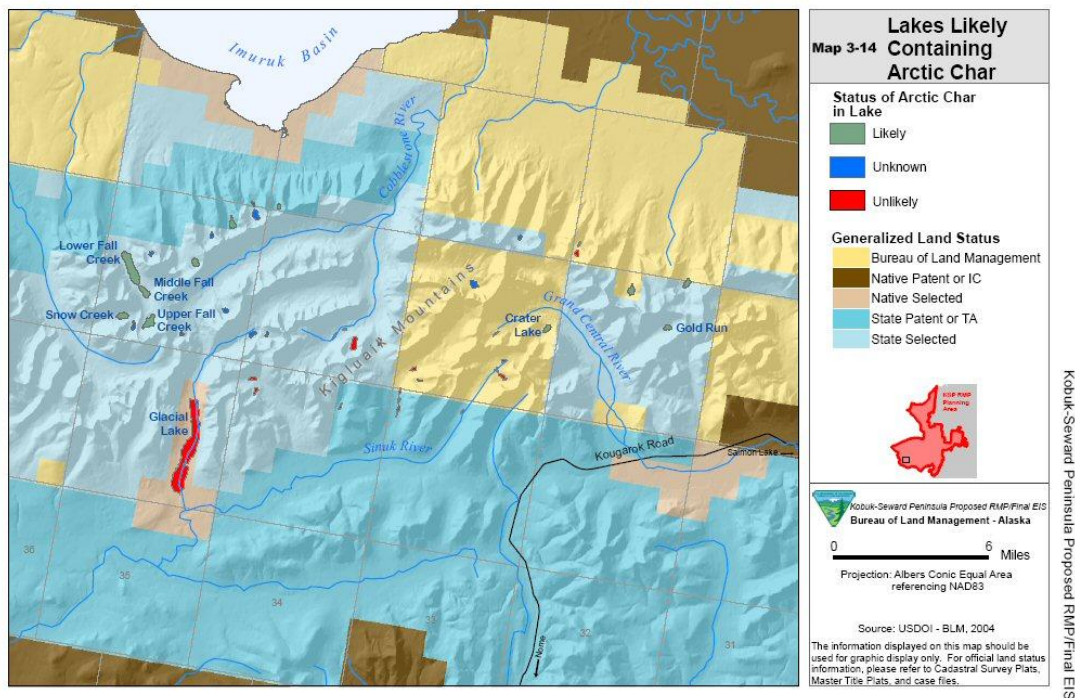 Imuruk Basin
Cobblestone River
Lower Fall
Creek
Middle Fall
Creek
Snow Creek
Upper Fall
Creek
Kigluaik Mountains
Grand Central River
Crater
Lake
Gold Run
Glacial
Lake
Sinuk River
Kougarok Road
Salmon Lake
36
35
34
33
32
31
Nome
Map 3-14
Lakes Likely
Containing
Arctic Char
Status of Arctic Char
in Lake
Likely
Unknown
Unlikely
Generalized Land Status
Bureau of Land Management
Native Patent or IC
Native Selected
State Patent or TA
State Selected
KSP RMP
Planning
Area
Kobuk-Seward Peninsula Proposed RMP/Final EIS
Bureau of Land Management - Alaska
0 6 Miles
Projection: Albers Conic Equal Area
referencing NAD83
Source: USDOI - BLM, 2004
The information displayed on this map should be
used for graphic display only. For official land status
information, please refer to Cadastral Survey Plats,
Master Title Plats, and case files.
Kobuk-Seward Peninsula Proposed RMP/Final EIS